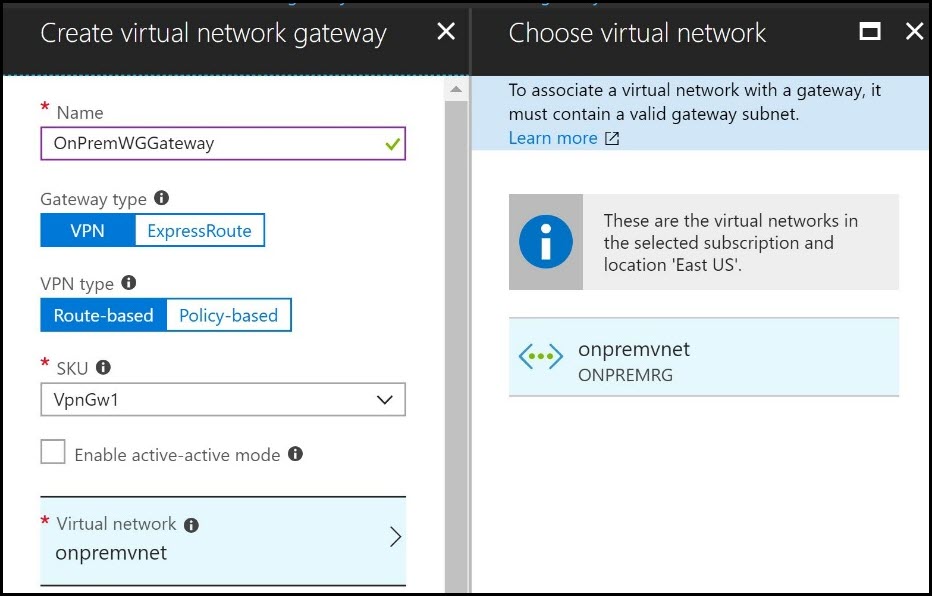 Create virtual network gateway
* Name
OnPremWGGateway
Gateway type
VPN ExpressRoute
VPN type
Route-based Policy-based
* SKU
VpnGw1
Enable active-active mode
* Virtual network
onpremvnet
Choose virtual network
To associate a virtual network with a gateway, it
must contain a valid gateway subnet.
Learn more
These are the virtual networks in
the selected subscription and
location 'East US'.
onpremvnet
ONPREMRG